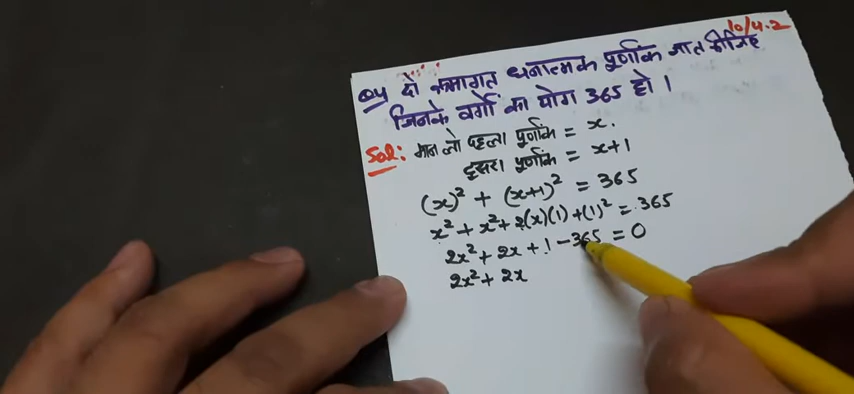 10/4.2
Q4 दो क्रमागत धनात्मक पूर्णांक ज्ञात कीजिए
जिनके वर्गों का योग 365 हो ।
Sol: मान लो पहला पूर्णांक = x.
दूसरा पूर्णांक = x+1
(x)² + (x+1)² = 365
x² + x² + 2(x)(1) + (1)² = 365
2x² + 2x + 1 - 365 = 0
2x² + 2x